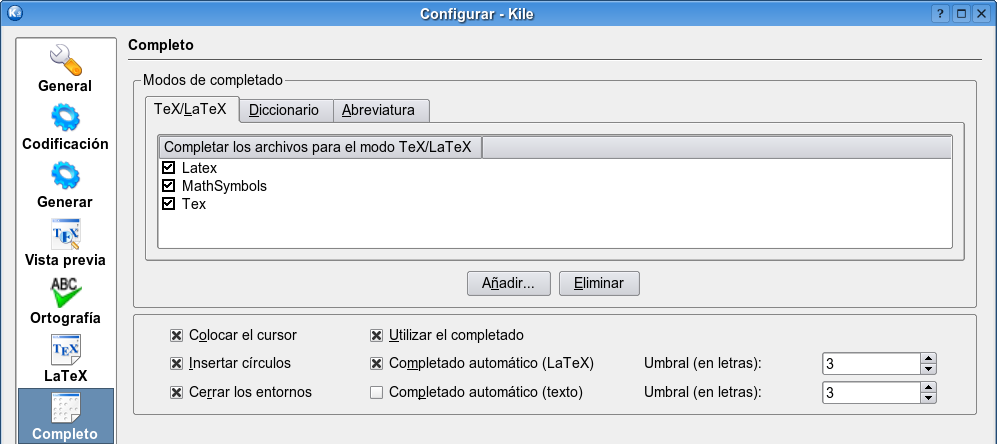 Configurar - Kile
General
Codificación
Generar
Vista previa
ABC
Ortografía
TEX
LaTeX
Completo
Completo
Modos de completado
TeX/LaTeX Diccionario Abreviatura
Completar los archivos para el modo TeX/LaTeX
Latex
MathSymbols
Tex
Añadir... Eliminar
Colocar el cursor Utilizar el completado
Insertar círculos Completado automático (LaTeX) Umbral (en letras): 3
Cerrar los entornos Completado automático (texto) Umbral (en letras): 3